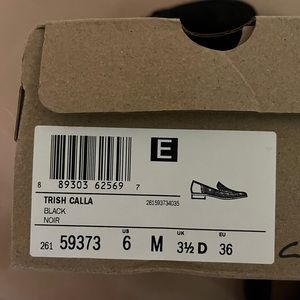 E
8 89303 62569 7
261593734035
TRISH CALLA
BLACK
NOIR
US UK EU
261 59373 6 M 3½ D 36